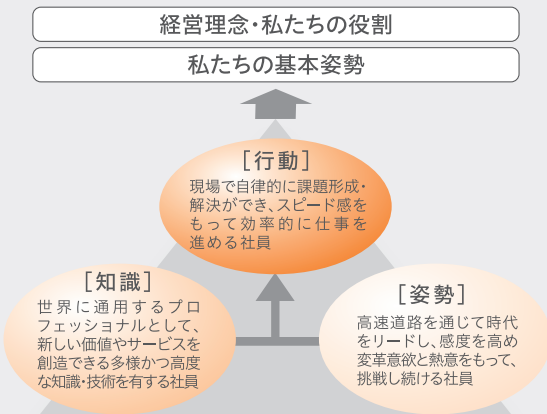 経営理念・私たちの役割
私たちの基本姿勢
［行動］
現場で自律的に課題形成・
解決ができ、スピード感を
もって効率的に仕事を
進める社員
［知識］
世界に通用するプロ
フェッショナルとして、
新しい価値やサービスを
創造できる多様かつ高度
な知識・技術を有する社員
［姿勢］
高速道路を通じて時代
をリードし、感度を高め
変革意欲と熱意をもって、
挑戦し続ける社員